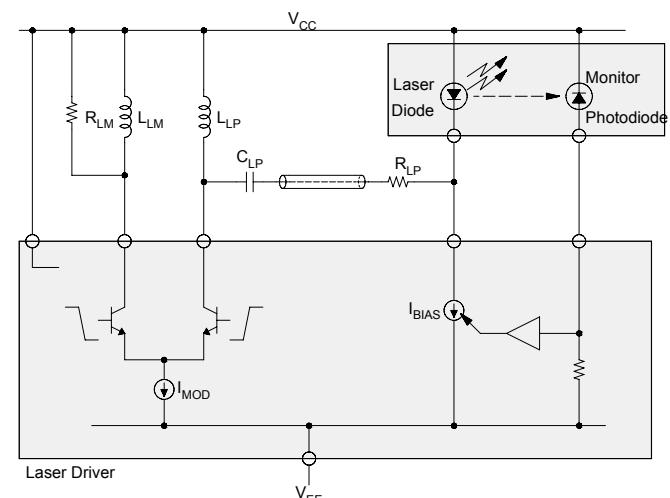 VCC
Laser
Diode
Monitor
Photodiode
RLM
LLM
LLP
CLP
RLP
IBIAS
IMOD
Laser Driver
VEE